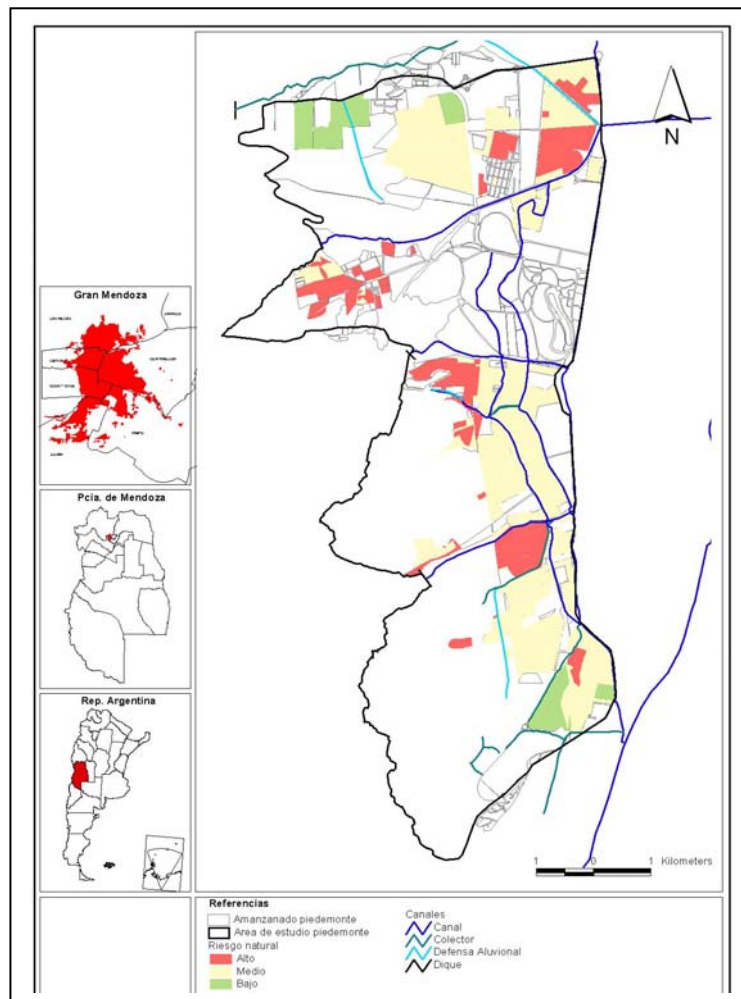 N
Gran Mendoza
Pcia. de Mendoza
Rep. Argentina
1 0 1 Kilometers
Referencias
Amanzanado piedemonte
Area de estudio piedemonte
Riesgo natural
Alto
Medio
Bajo
Canales
Canal
Colector
Defensa Aluvional
Dique